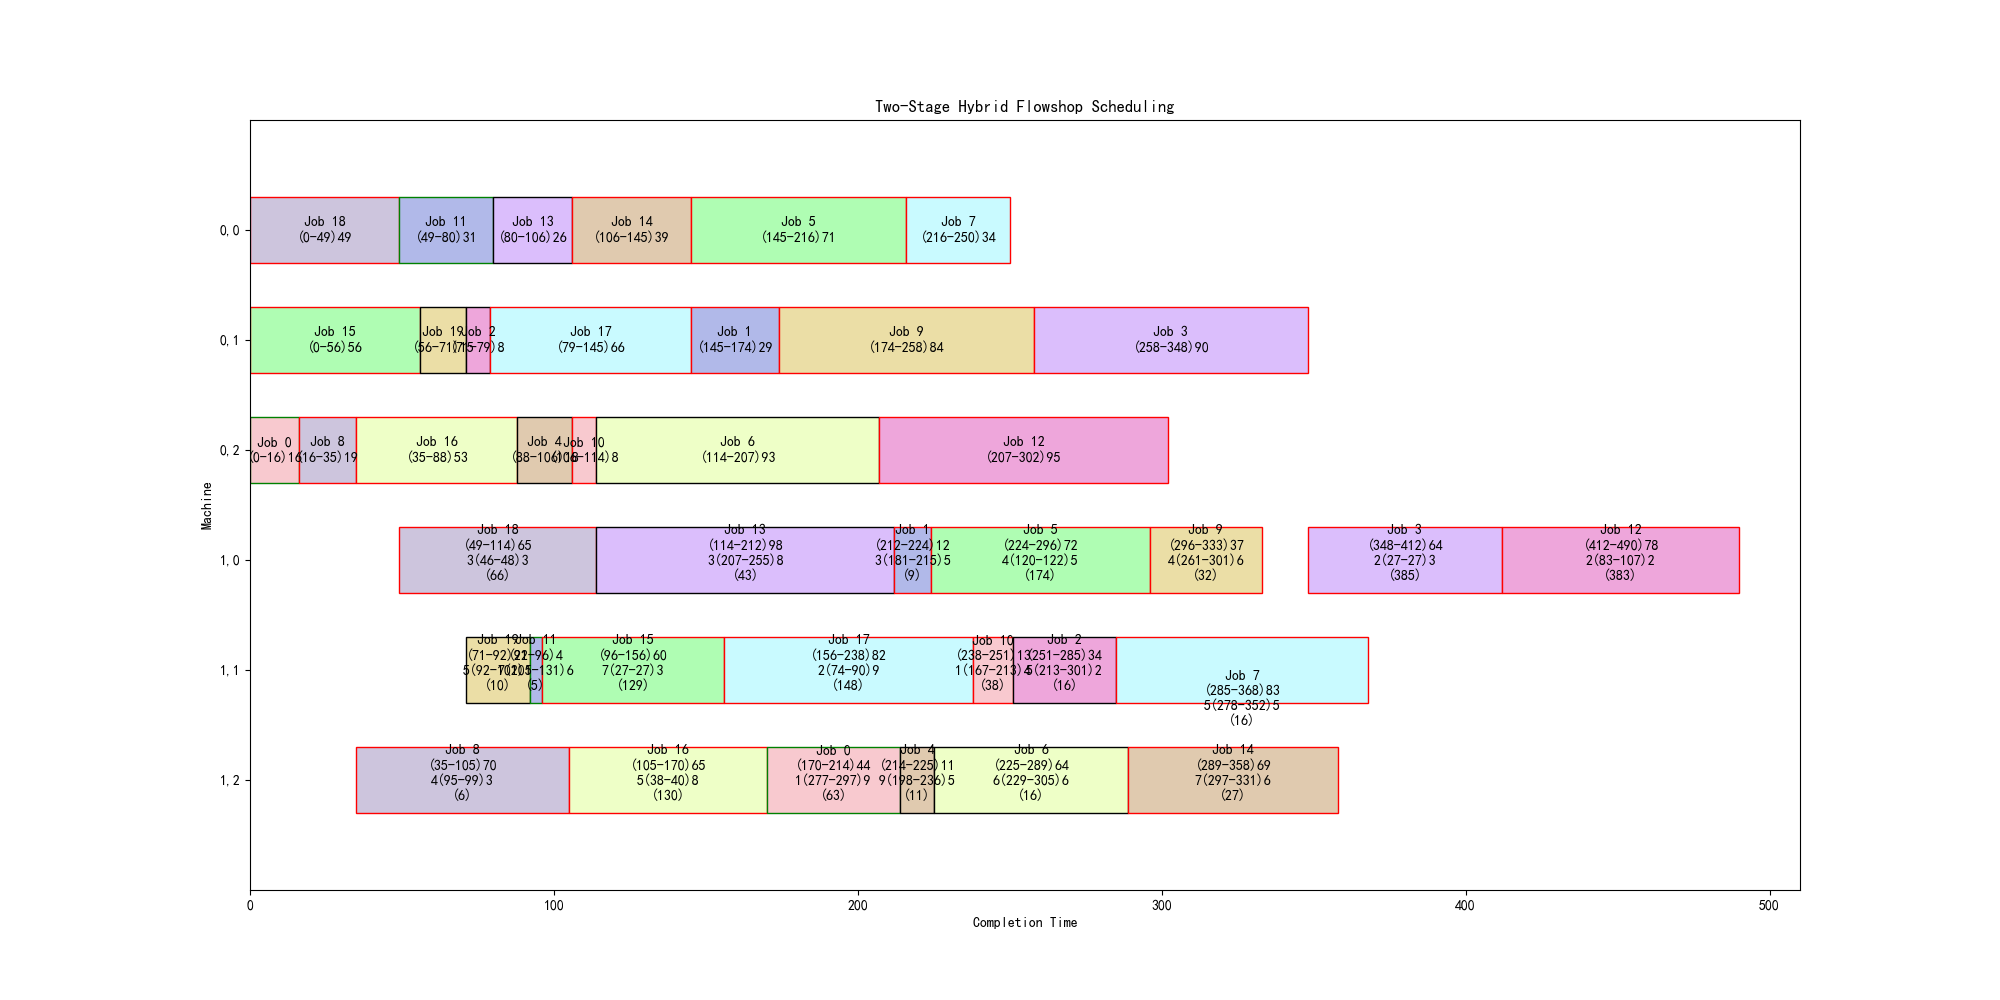 Two-Stage Hybrid Flowshop Scheduling
0,0
Job 18
(0-49)49
Job 11
(49-80)31
Job 13
(80-106)26
Job 14
(106-145)39
Job 5
(145-216)71
Job 7
(216-250)34
0,1
Job 15
(0-56)56
Job 19
(56-71)15
Job 2
(71-79)8
Job 17
(79-145)66
Job 1
(145-174)29
Job 9
(174-258)84
Job 3
(258-348)90
0,2
Job 0
(0-16)16
Job 8
(16-35)19
Job 16
(35-88)53
Job 4
(88-106)18
Job 10
(106-114)8
Job 6
(114-207)93
Job 12
(207-302)95
Machine
1,0
Job 18
(49-114)65
3(46-48)3
(66)
Job 13
(114-212)98
3(207-255)8
(43)
Job 1
(212-224)12
3(181-215)5
(9)
Job 5
(224-296)72
4(120-122)5
(174)
Job 9
(296-333)37
4(261-301)6
(32)
Job 3
(348-412)64
2(27-27)3
(385)
Job 12
(412-490)78
2(83-107)2
(383)
1,1
Job 19
(71-92)21
(10)
Job 11
(92-96)4
(5)
Job 15
(96-156)60
7(27-27)3
(129)
Job 17
(156-238)82
2(74-90)9
(148)
Job 10
(238-251)13
1(167-213)4
(38)
Job 2
(251-285)34
5(213-301)2
(16)
Job 7
(285-368)83
5(278-352)5
(16)
1,2
Job 8
(35-105)70
4(95-99)3
(6)
Job 16
(105-170)65
5(38-40)8
(130)
Job 0
(170-214)44
1(277-297)9
(63)
Job 4
(214-225)11
9(198-236)5
(11)
Job 6
(225-289)64
6(229-305)6
(16)
Job 14
(289-358)69
7(297-331)6
(27)
0 100 200 300 400 500
Completion Time